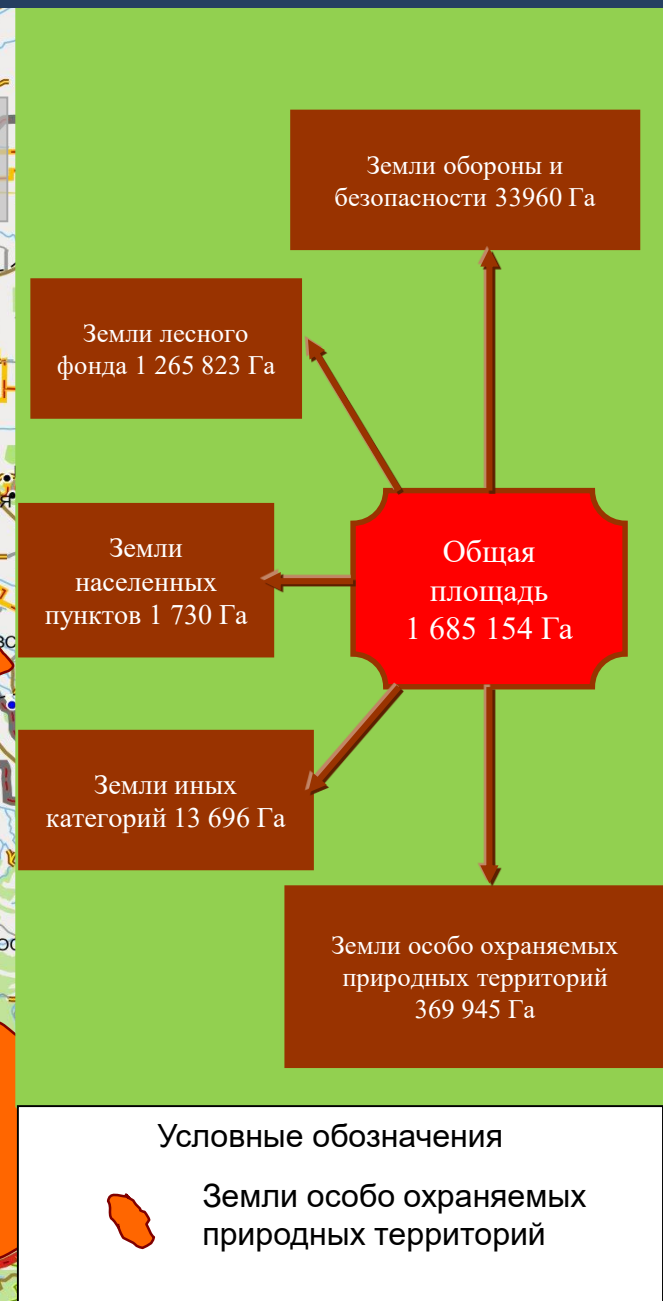 Земли обороны и
безопасности 33960 Га
Земли лесного
фонда 1 265 823 Га
Земли
населенных
пунктов 1 730 Га
Общая
площадь
1 685 154 Га
Земли иных
категорий 13 696 Га
Земли особо охраняемых
природных территорий
369 945 Га
Условные обозначения
Земли особо охраняемых
природных территорий